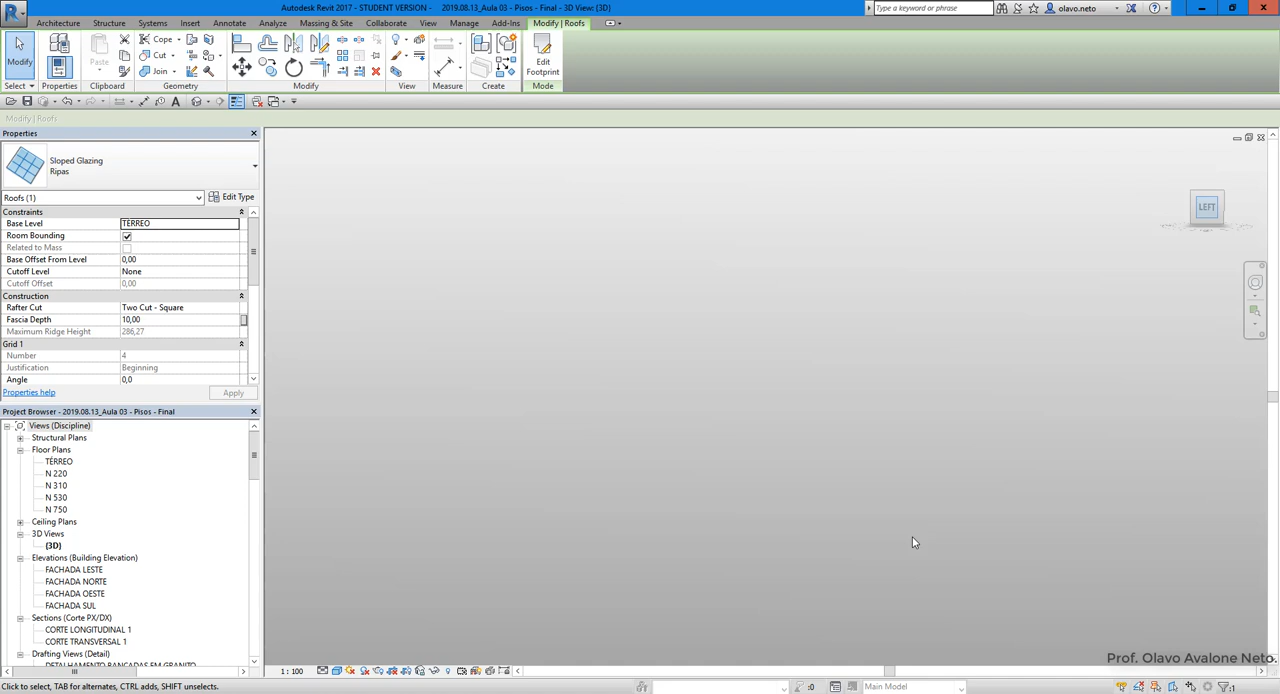 Autodesk Revit 2017 - STUDENT VERSION - 2019.08.13_Aula 03 - Pisos - Final - 3D View: {3D}
Type a keyword or phrase
olavo.neto
Architecture Structure Systems Insert Annotate Analyze Massing & Site Collaborate View Manage Add-Ins Modify | Roofs
Modify
Paste
Cope
Cut
Join
Edit
Footprint
Select Properties Clipboard Geometry Modify View Measure Create Mode
Modify | Roofs
Properties
Sloped Glazing
Ripas
Roofs (1)
Edit Type
Constraints
Base Level TÉRREO
Room Bounding
Related to Mass
Base Offset From Level 0,00
Cutoff Level None
Cutoff Offset 0,00
Construction
Rafter Cut Two Cut - Square
Fascia Depth 10,00
Maximum Ridge Height 286,27
Grid 1
Number 4
Justification Beginning
Angle 0,0
Properties help
Apply
Project Browser - 2019.08.13_Aula 03 - Pisos - Final
Views (Discipline)
Structural Plans
Floor Plans
TÉRREO
N 220
N 310
N 530
N 750
Ceiling Plans
3D Views
{3D}
Elevations (Building Elevation)
FACHADA LESTE
FACHADA NORTE
FACHADA OESTE
FACHADA SUL
Sections (Corte PX/DX)
CORTE LONGITUDINAL 1
CORTE TRANSVERSAL 1
Drafting Views (Detail)
DETALHAMENTO BANCADAS EM GRANITO
LEFT
1 : 100
Prof. Olavo Avalone Neto.
Click to select, TAB for alternates, CTRL adds, SHIFT unselects.
:0
Main Model
:1